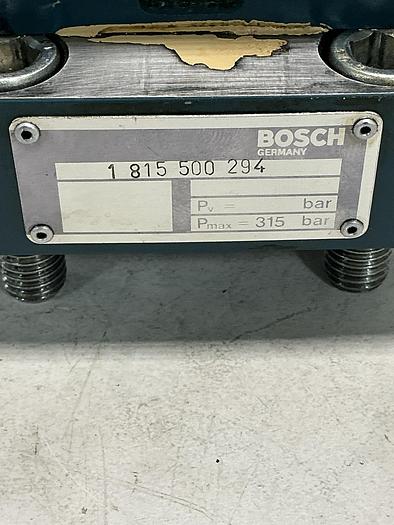 BOSCH
GERMANY
1 815 500 294
Pv = bar
Pmax = 315 bar